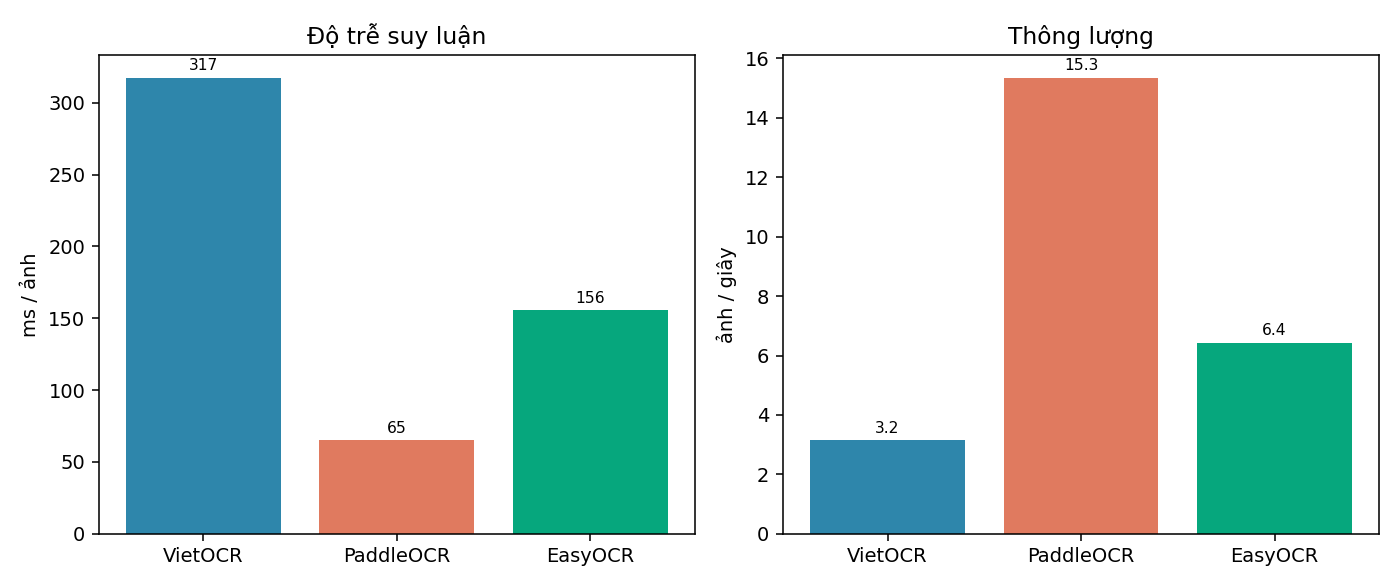 Độ trễ suy luận
317
300
250
200
150
100
50
0
ms / ảnh
65
156
VietOCR
PaddleOCR
EasyOCR
Thông lượng
16
14
12
10
8
6
4
2
0
ảnh / giây
3.2
15.3
6.4
VietOCR
PaddleOCR
EasyOCR